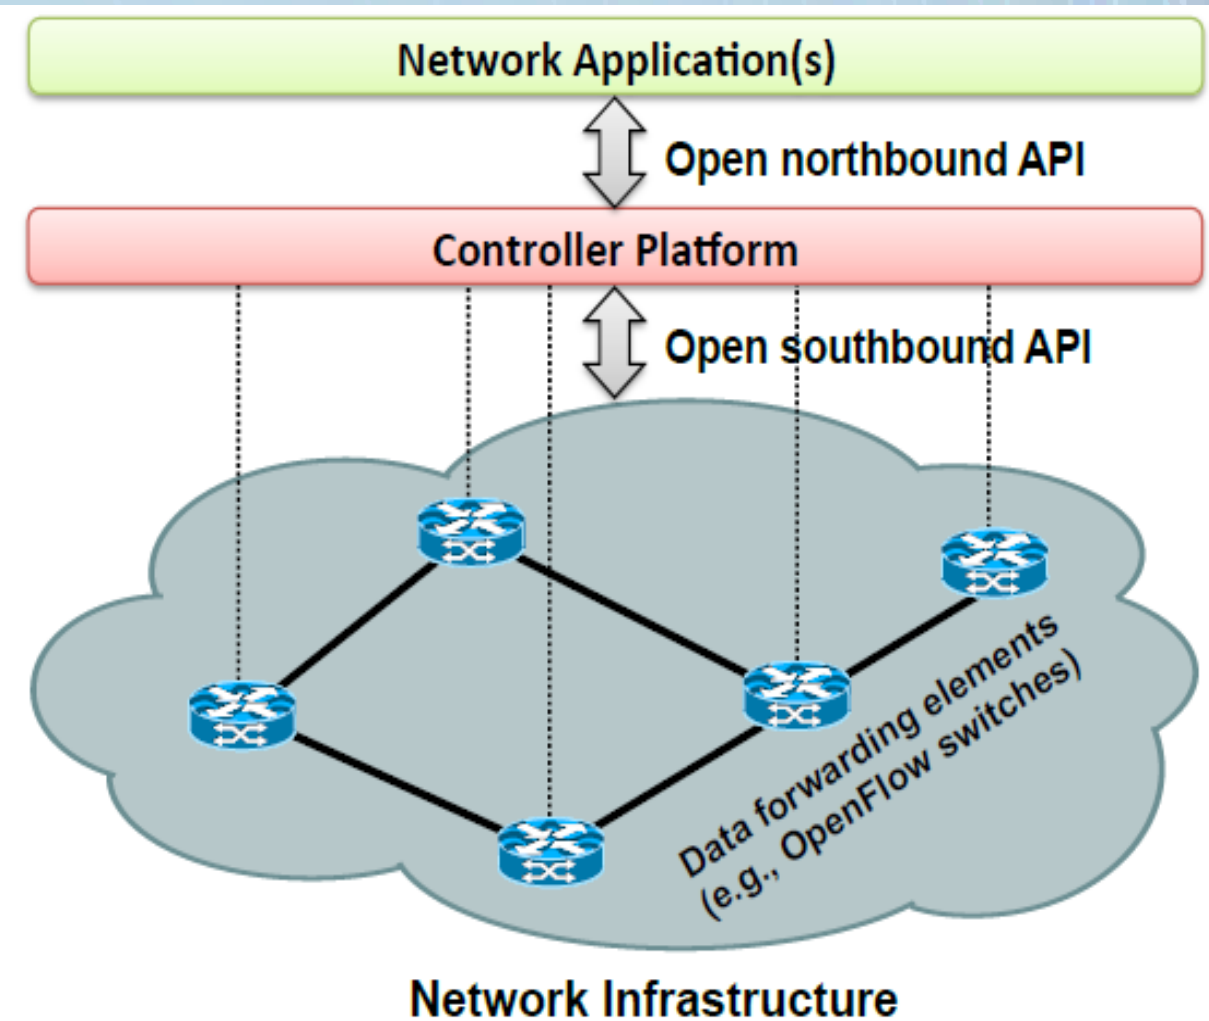 Network Application(s)
Open northbound API
Controller Platform
Open southbound API
Data forwarding elements
(e.g., OpenFlow switches)
Network Infrastructure